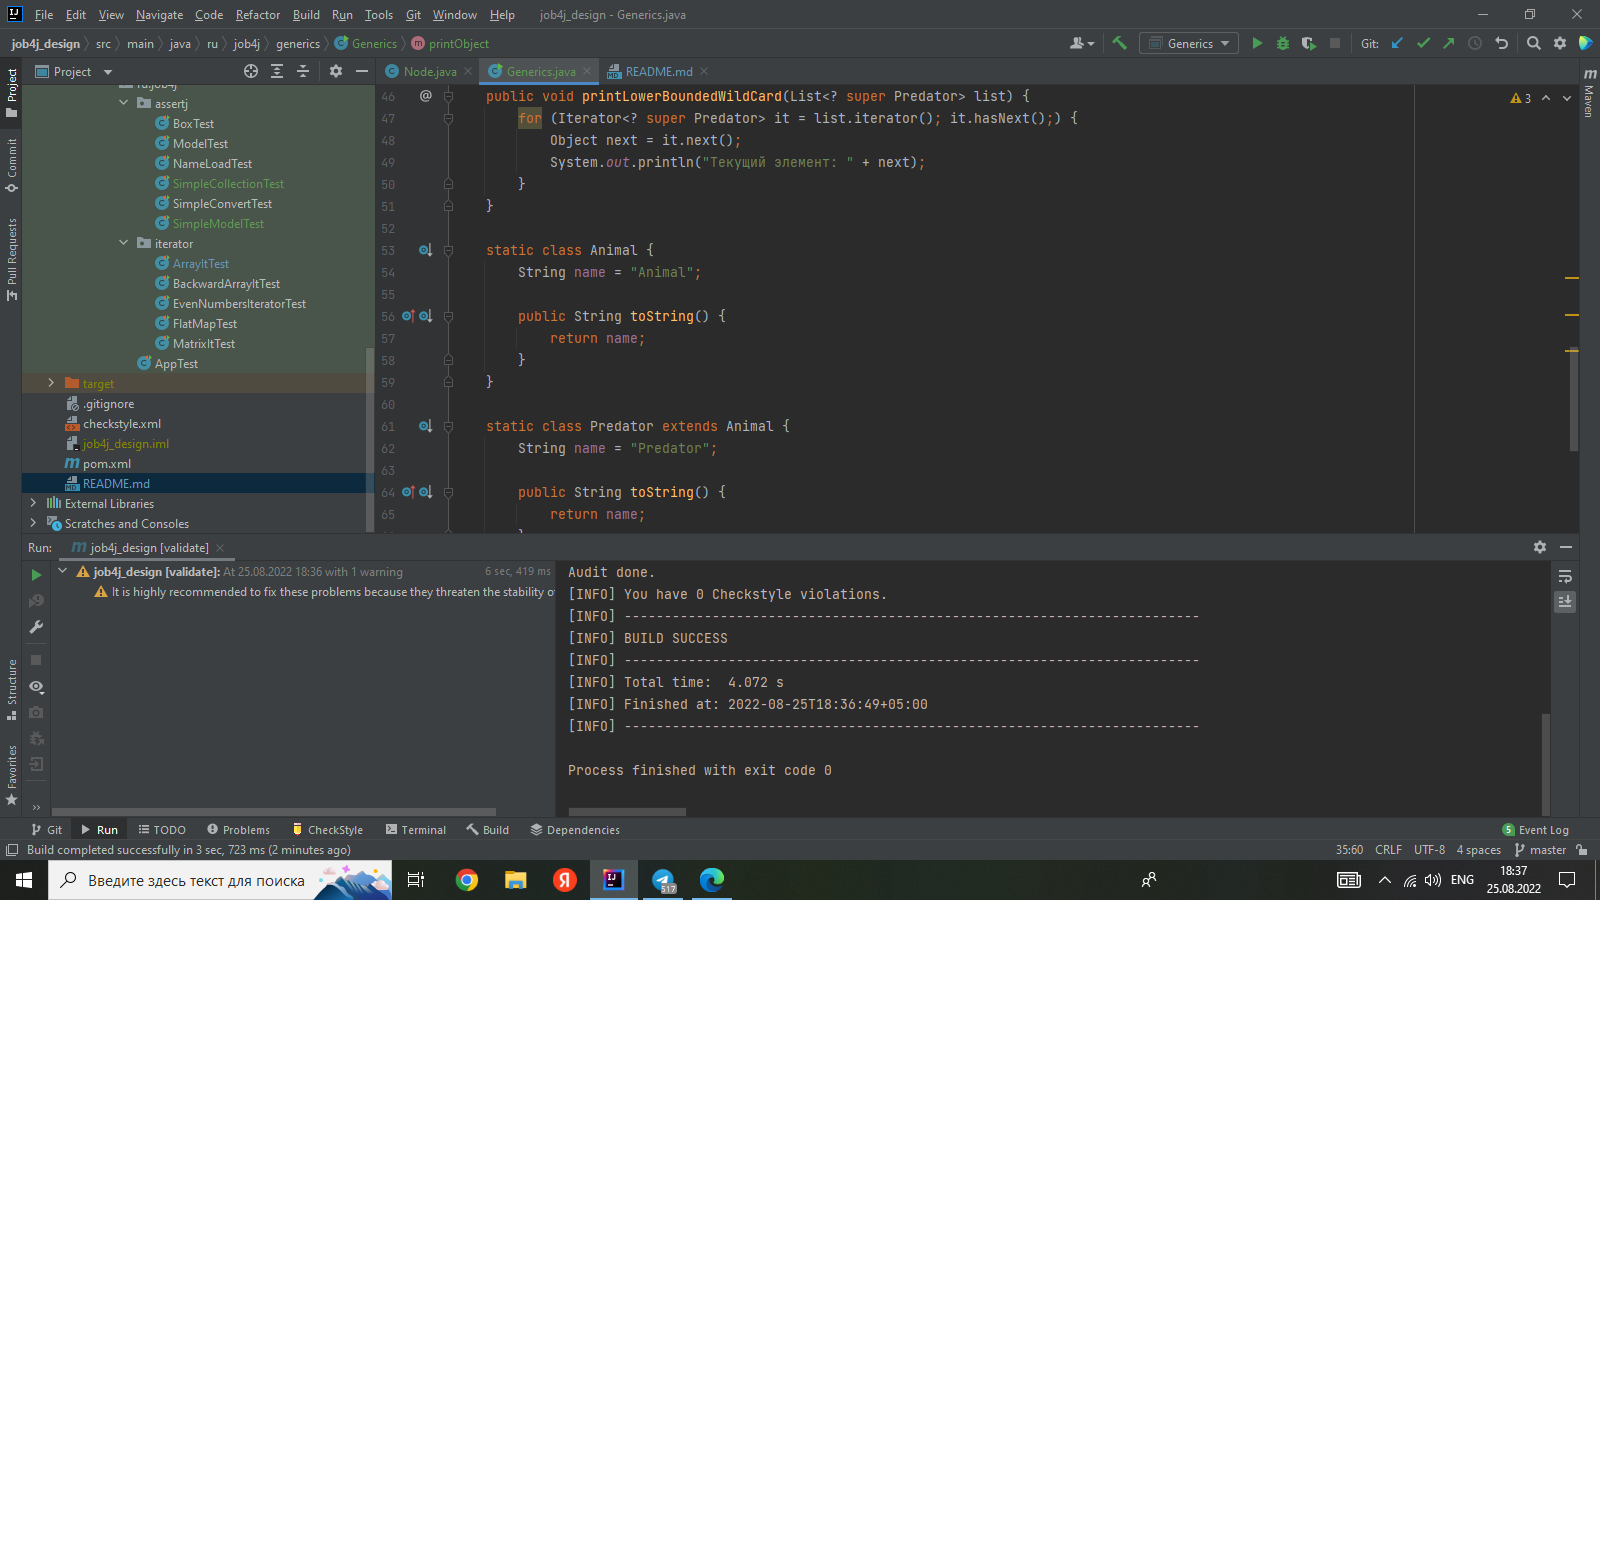 File Edit View Navigate Code Refactor Build Run Tools Git Window Help job4j_design - Generics.java
job4j_design src main java ru job4j generics Generics printObject
Generics
Git:
Project
Node.java Generics.java README.md
ru.job4j
assertj
BoxTest
ModelTest
NameLoadTest
SimpleCollectionTest
SimpleConvertTest
SimpleModelTest
iterator
ArrayItTest
BackwardArrayItTest
EvenNumbersIteratorTest
FlatMapTest
MatrixItTest
AppTest
target
.gitignore
checkstyle.xml
job4j_design.iml
pom.xml
README.md
External Libraries
Scratches and Consoles
Project
Commit
Pull Requests
Structure
Favorites
Maven
3
46 @ public void printLowerBoundedWildCard(List<? super Predator> list) {
47 for (Iterator<? super Predator> it = list.iterator(); it.hasNext();) {
48 Object next = it.next();
49 System.out.println("Текущий элемент: " + next);
50 }
51 }
52
53 static class Animal {
54 String name = "Animal";
55
56 public String toString() {
57 return name;
58 }
59 }
60
61 static class Predator extends Animal {
62 String name = "Predator";
63
64 public String toString() {
65 return name;
Run: job4j_design [validate]
job4j_design [validate]: At 25.08.2022 18:36 with 1 warning 6 sec, 419 ms
It is highly recommended to fix these problems because they threaten the stability o
Audit done.
[INFO] You have 0 Checkstyle violations.
[INFO] ------------------------------------------------------------------------
[INFO] BUILD SUCCESS
[INFO] ------------------------------------------------------------------------
[INFO] Total time:  4.072 s
[INFO] Finished at: 2022-08-25T18:36:49+05:00
[INFO] ------------------------------------------------------------------------
Process finished with exit code 0
Git Run TODO Problems CheckStyle Terminal Build Dependencies 5 Event Log
Build completed successfully in 3 sec, 723 ms (2 minutes ago) 35:60 CRLF UTF-8 4 spaces master
Введите здесь текст для поиска
517
ENG
18:37
25.08.2022